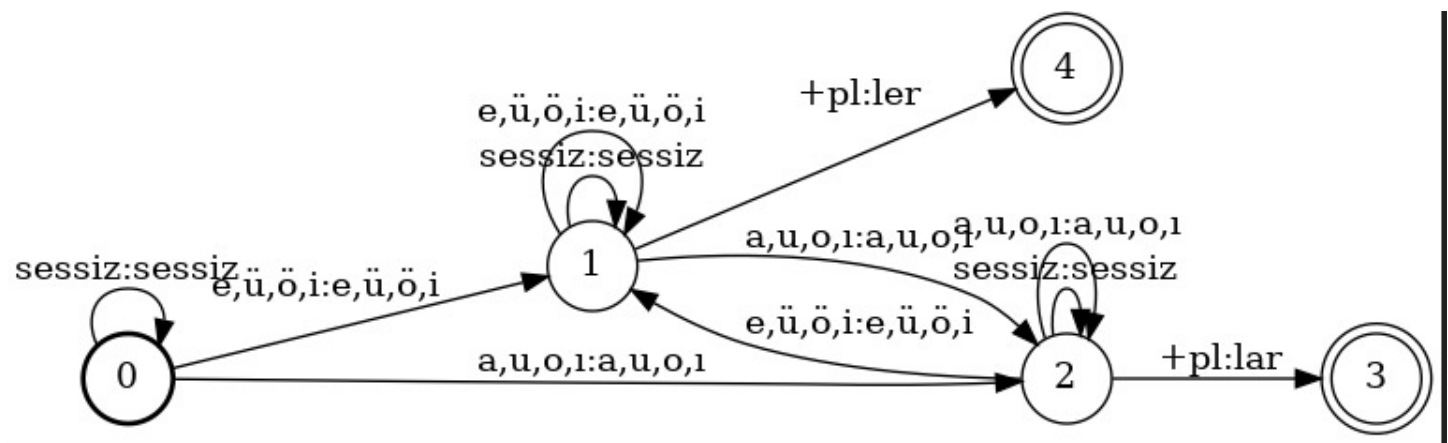 4
+pl:ler
e,ü,ö,i:e,ü,ö,i
sessiz:sessiz
1
a,u,o,ı:a,u,o,ı
a,u,o,ı:a,u,o,ı
sessiz:sessiz
sessiz:sessiz
e,ü,ö,i:e,ü,ö,i
e,ü,ö,i:e,ü,ö,i
a,u,o,ı:a,u,o,ı
+pl:lar
0
2
3